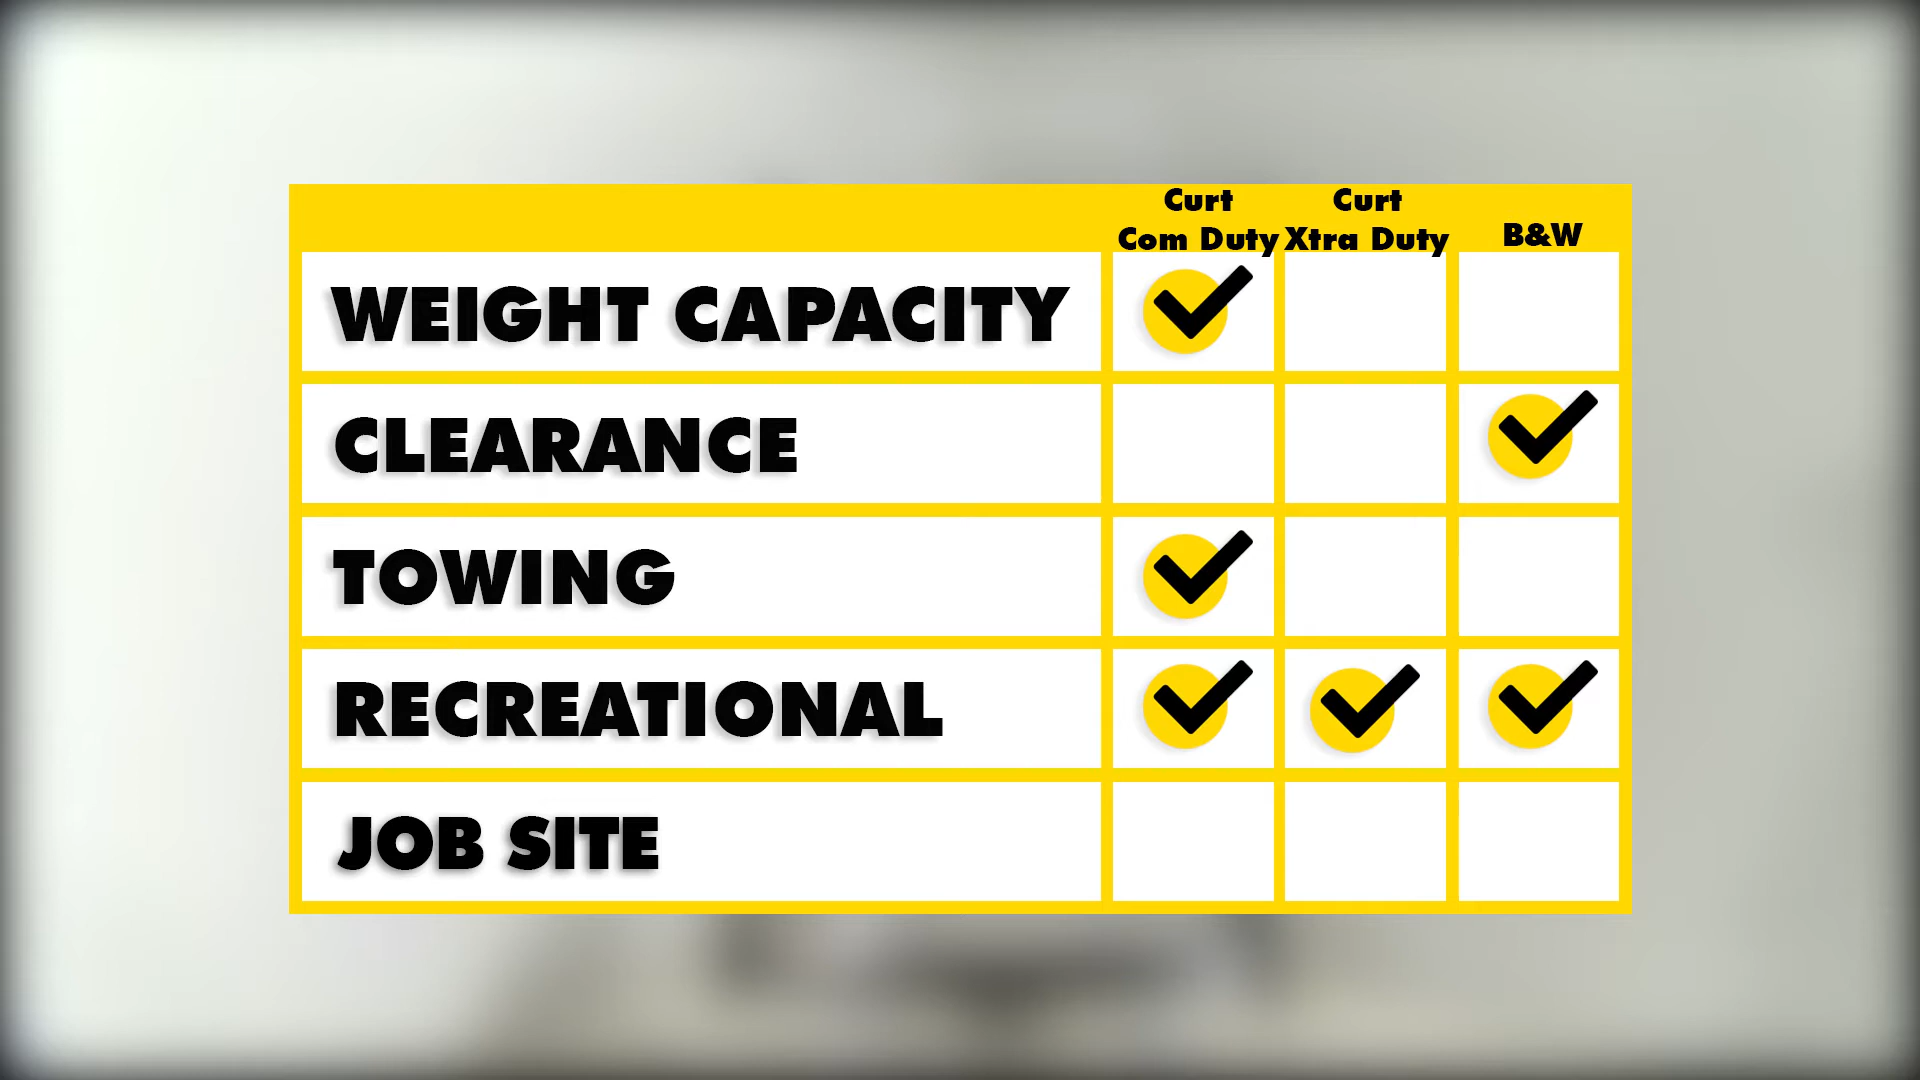 Curt
Com Duty
Curt
Xtra Duty
B&W
WEIGHT CAPACITY
CLEARANCE
TOWING
RECREATIONAL
JOB SITE